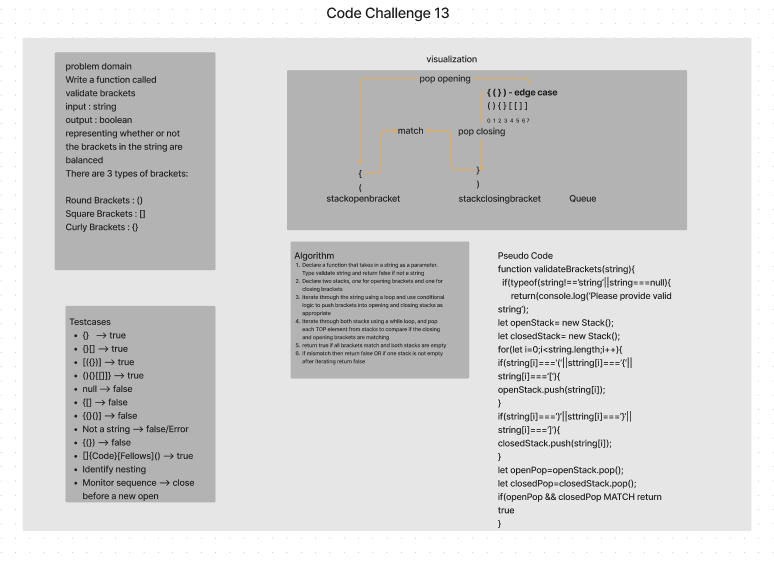 Code Challenge 13
problem domain
Write a function called
validate brackets
input : string
output : boolean
representing whether or not
the brackets in the string are
balanced
There are 3 types of brackets:
Round Brackets : ()
Square Brackets : []
Curly Brackets : {}
visualization
pop opening
{ ( } ) - edge case
( ) { } [ [ ] ]
0 1 2 3 4 5 6 7
match
pop closing
{
(
}
)
stackopenbracket
stackclosingbracket
Queue
Algorithm
1. Declare a function that takes in a string as a parameter.
Type validate string and return false if not a string
2. Declare two stacks, one for opening brackets and one for
closing brackets
3. Iterate through the string using a loop and use conditional
logic to push brackets into opening and closing stacks as
appropriate
4. Iterate through both stacks using a while loop, and pop
each TOP element from stacks to compare if the closing
and opening brackets are matching
5. return true if all brackets match and both stacks are empty
6. if mismatch then return false OR if one stack is not empty
after iterating return false
Testcases
• {} → true
• {}[] → true
• [({})] → true
• (){}[[]]} → true
• null → false
• {[] → false
• {()()] → false
• Not a string → false/Error
• {(}) → false
• []{Code}[Fellows]() → true
• Identify nesting
• Monitor sequence → close
before a new open
Pseudo Code
function validateBrackets(string){
if(typeof(string!=='string'||string===null){
return(console.log('Please provide valid
string');
let openStack= new Stack();
let closedStack= new Stack();
for(let i=0;i<string.length;i++){
if(string[i]==='('||sttring[i]==='{'||
string[i]==='['){
openStack.push(string[i]);
}
if(string[i]===')'||sttring[i]==='}'||
string[i]===']'){
closedStack.push(string[i]);
}
let openPop=openStack.pop();
let closedPop=closedStack.pop();
if(openPop && closedPop MATCH return
true
}